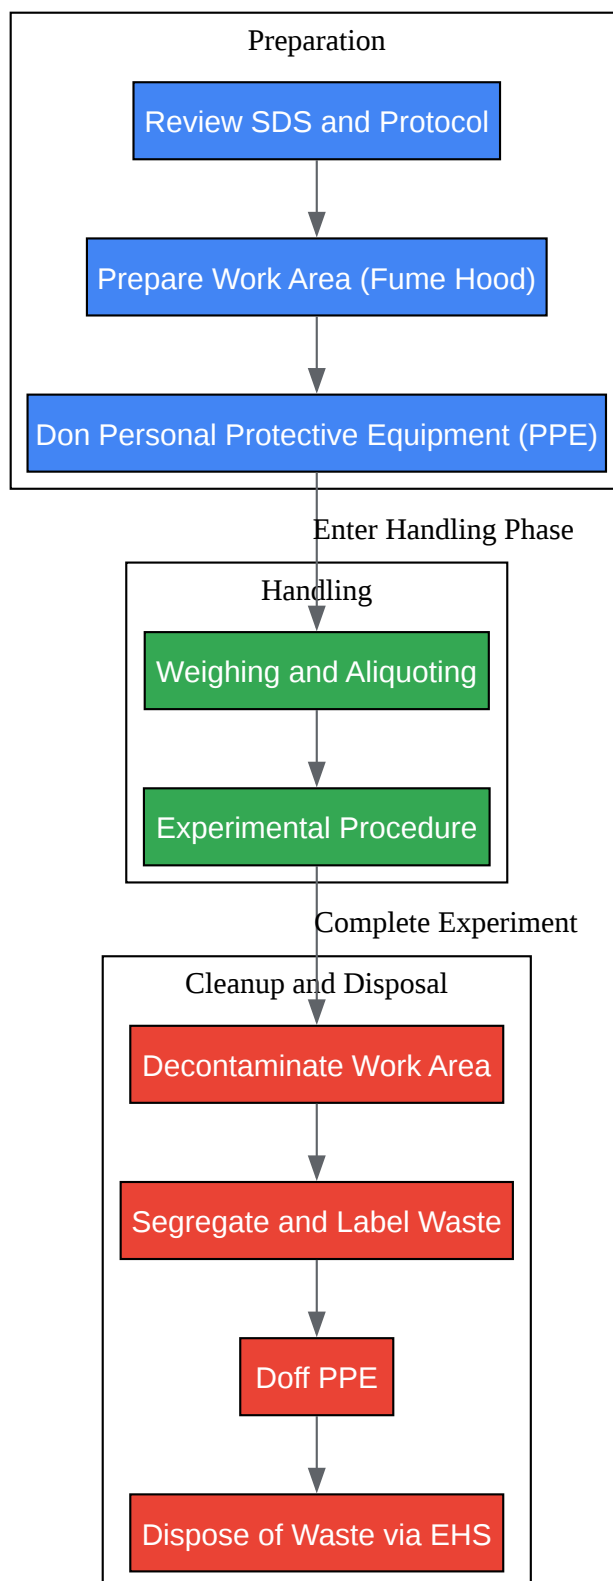 Preparation
Review SDS and Protocol
Prepare Work Area (Fume Hood)
Don Personal Protective Equipment (PPE)
Enter Handling Phase
Handling
Weighing and Aliquoting
Experimental Procedure
Complete Experiment
Cleanup and Disposal
Decontaminate Work Area
Segregate and Label Waste
Doff PPE
Dispose of Waste via EHS